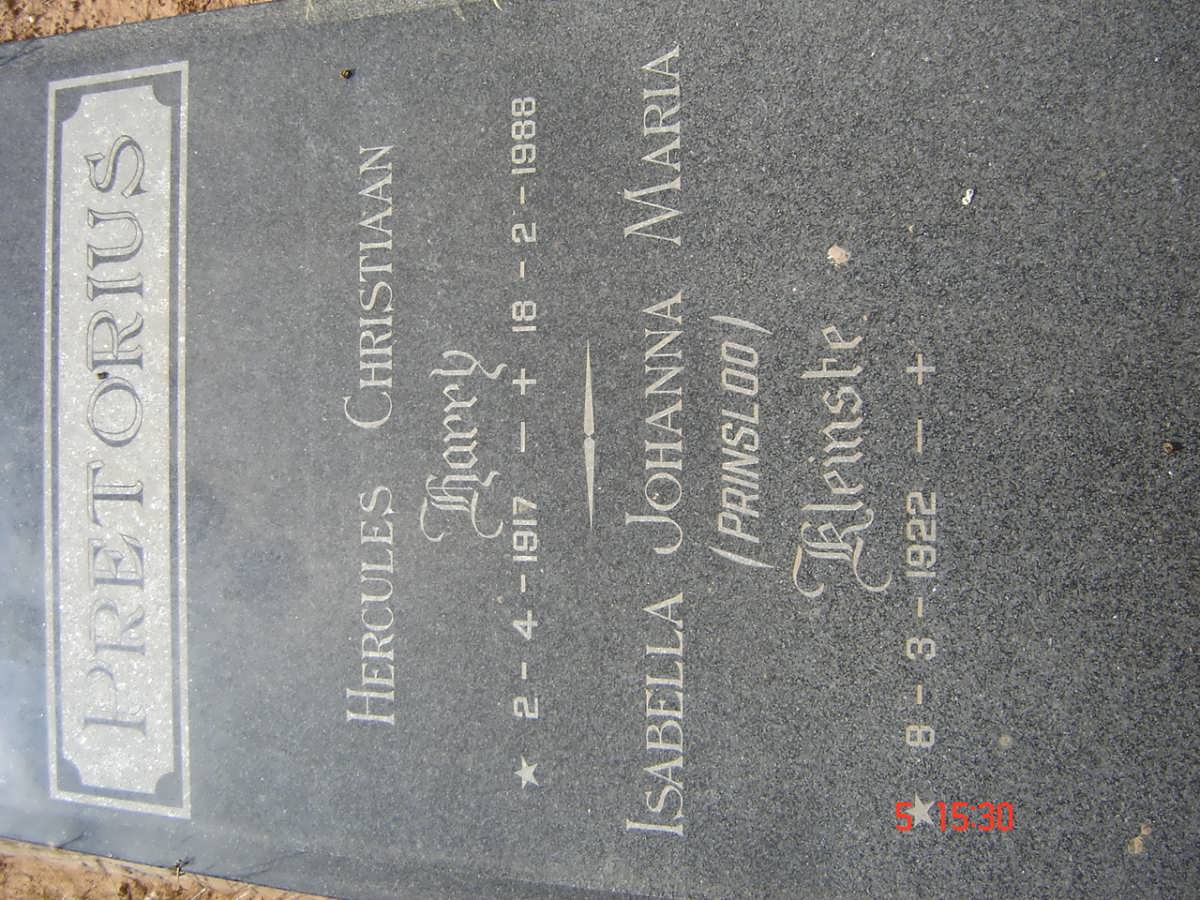 PRETORIUS
HERCULES CHRISTIAAN
Harry
★ 2-4-1917 — + 18-2-1988
ISABELLA JOHANNA MARIA
(PRINSLOO)
Kleinste
★ 8-3-1922 — +
5 15:30